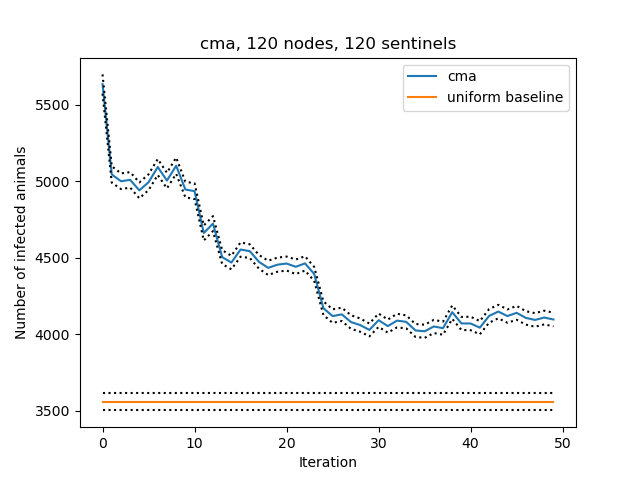 cma, 120 nodes, 120 sentinels
cma
uniform baseline
5500
5000
4500
4000
3500
Number of infected animals
0 10 20 30 40 50
Iteration